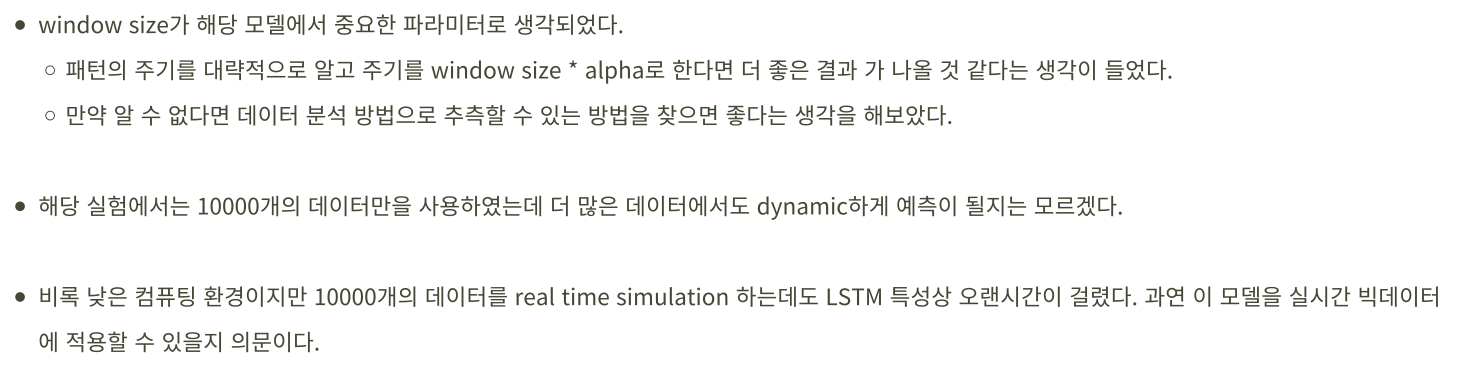 • window size가 해당 모델에서 중요한 파라미터로 생각되었다.
○ 패턴의 주기를 대략적으로 알고 주기를 window size * alpha로 한다면 더 좋은 결과 가 나올 것 같다는 생각이 들었다.
○ 만약 알 수 없다면 데이터 분석 방법으로 추측할 수 있는 방법을 찾으면 좋다는 생각을 해보았다.
• 해당 실험에서는 10000개의 데이터만을 사용하였는데 더 많은 데이터에서도 dynamic하게 예측이 될지는 모르겠다.
• 비록 낮은 컴퓨팅 환경이지만 10000개의 데이터를 real time simulation 하는데도 LSTM 특성상 오랜시간이 걸렸다. 과연 이 모델을 실시간 빅데이터
에 적용할 수 있을지 의문이다.